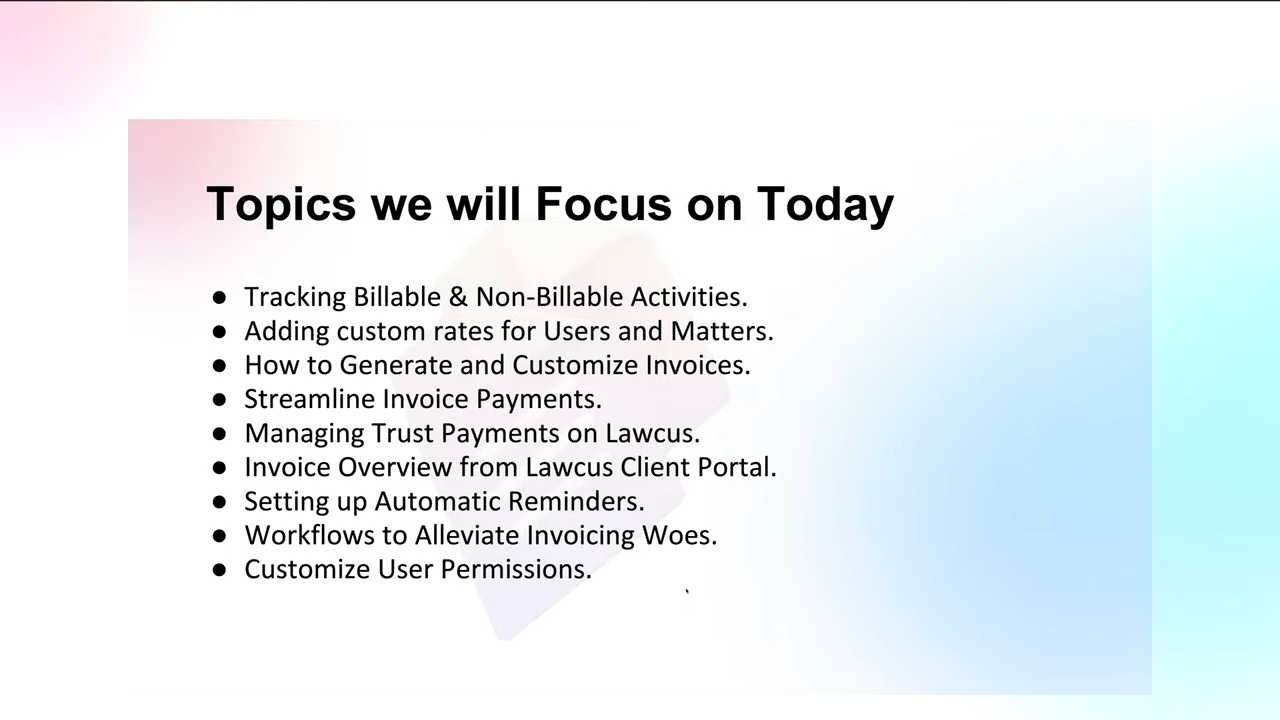 Topics we will Focus on Today
● Tracking Billable & Non-Billable Activities.
● Adding custom rates for Users and Matters.
● How to Generate and Customize Invoices.
● Streamline Invoice Payments.
● Managing Trust Payments on Lawcus.
● Invoice Overview from Lawcus Client Portal.
● Setting up Automatic Reminders.
● Workflows to Alleviate Invoicing Woes.
● Customize User Permissions.